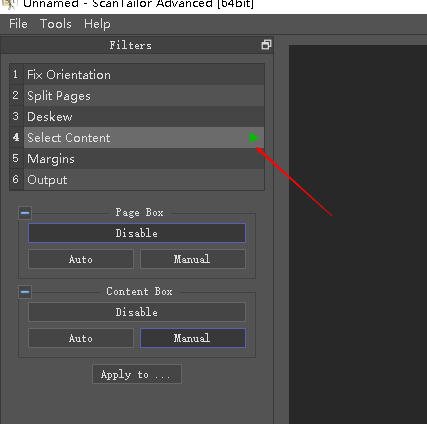 Unnamed - ScanTailor Advanced [64bit]
File Tools Help
Filters
1 Fix Orientation
2 Split Pages
3 Deskew
4 Select Content
5 Margins
6 Output
Page Box
Disable
Auto Manual
Content Box
Disable
Auto Manual
Apply to ...